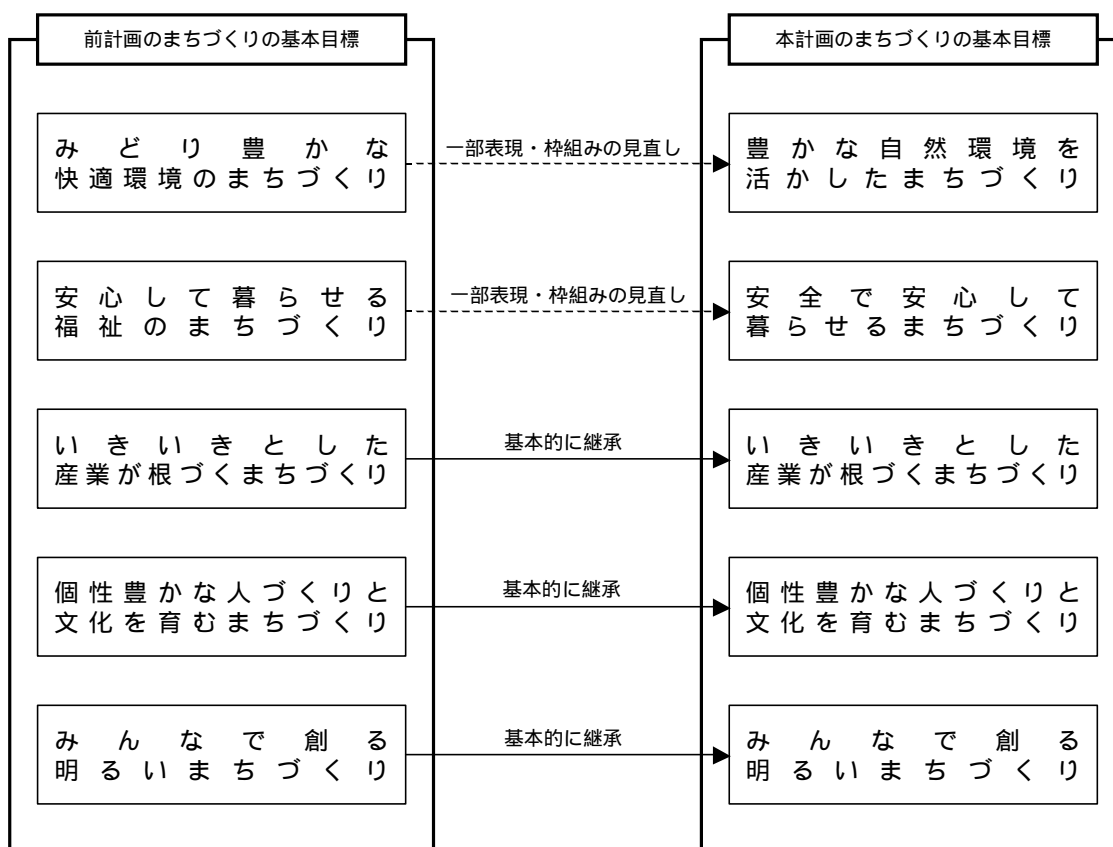 前計画のまちづくりの基本目標
本計画のまちづくりの基本目標
みどり豊かな
快適環境のまちづくり
一部表現・枠組みの見直し
豊かな自然環境を
活かしたまちづくり
安心して暮らせる
福祉のまちづくり
一部表現・枠組みの見直し
安全で安心して
暮らせるまちづくり
いきいきとした
産業が根づくまちづくり
基本的に継承
いきいきとした
産業が根づくまちづくり
個性豊かな人づくりと
文化を育むまちづくり
基本的に継承
個性豊かな人づくりと
文化を育むまちづくり
みんなで創る
明るいまちづくり
基本的に継承
みんなで創る
明るいまちづくり